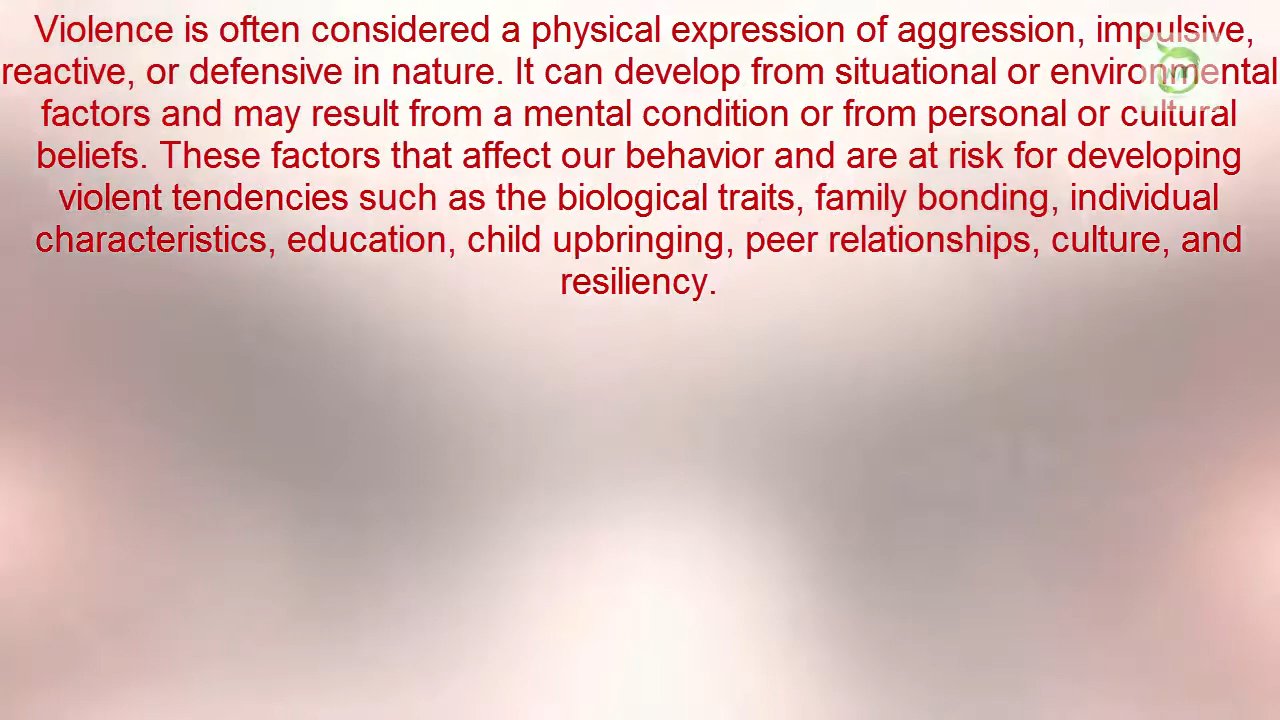 Violence is often considered a physical expression of aggression, impulsive,
reactive, or defensive in nature. It can develop from situational or environmental
factors and may result from a mental condition or from personal or cultural
beliefs. These factors that affect our behavior and are at risk for developing
violent tendencies such as the biological traits, family bonding, individual
characteristics, education, child upbringing, peer relationships, culture, and
resiliency.